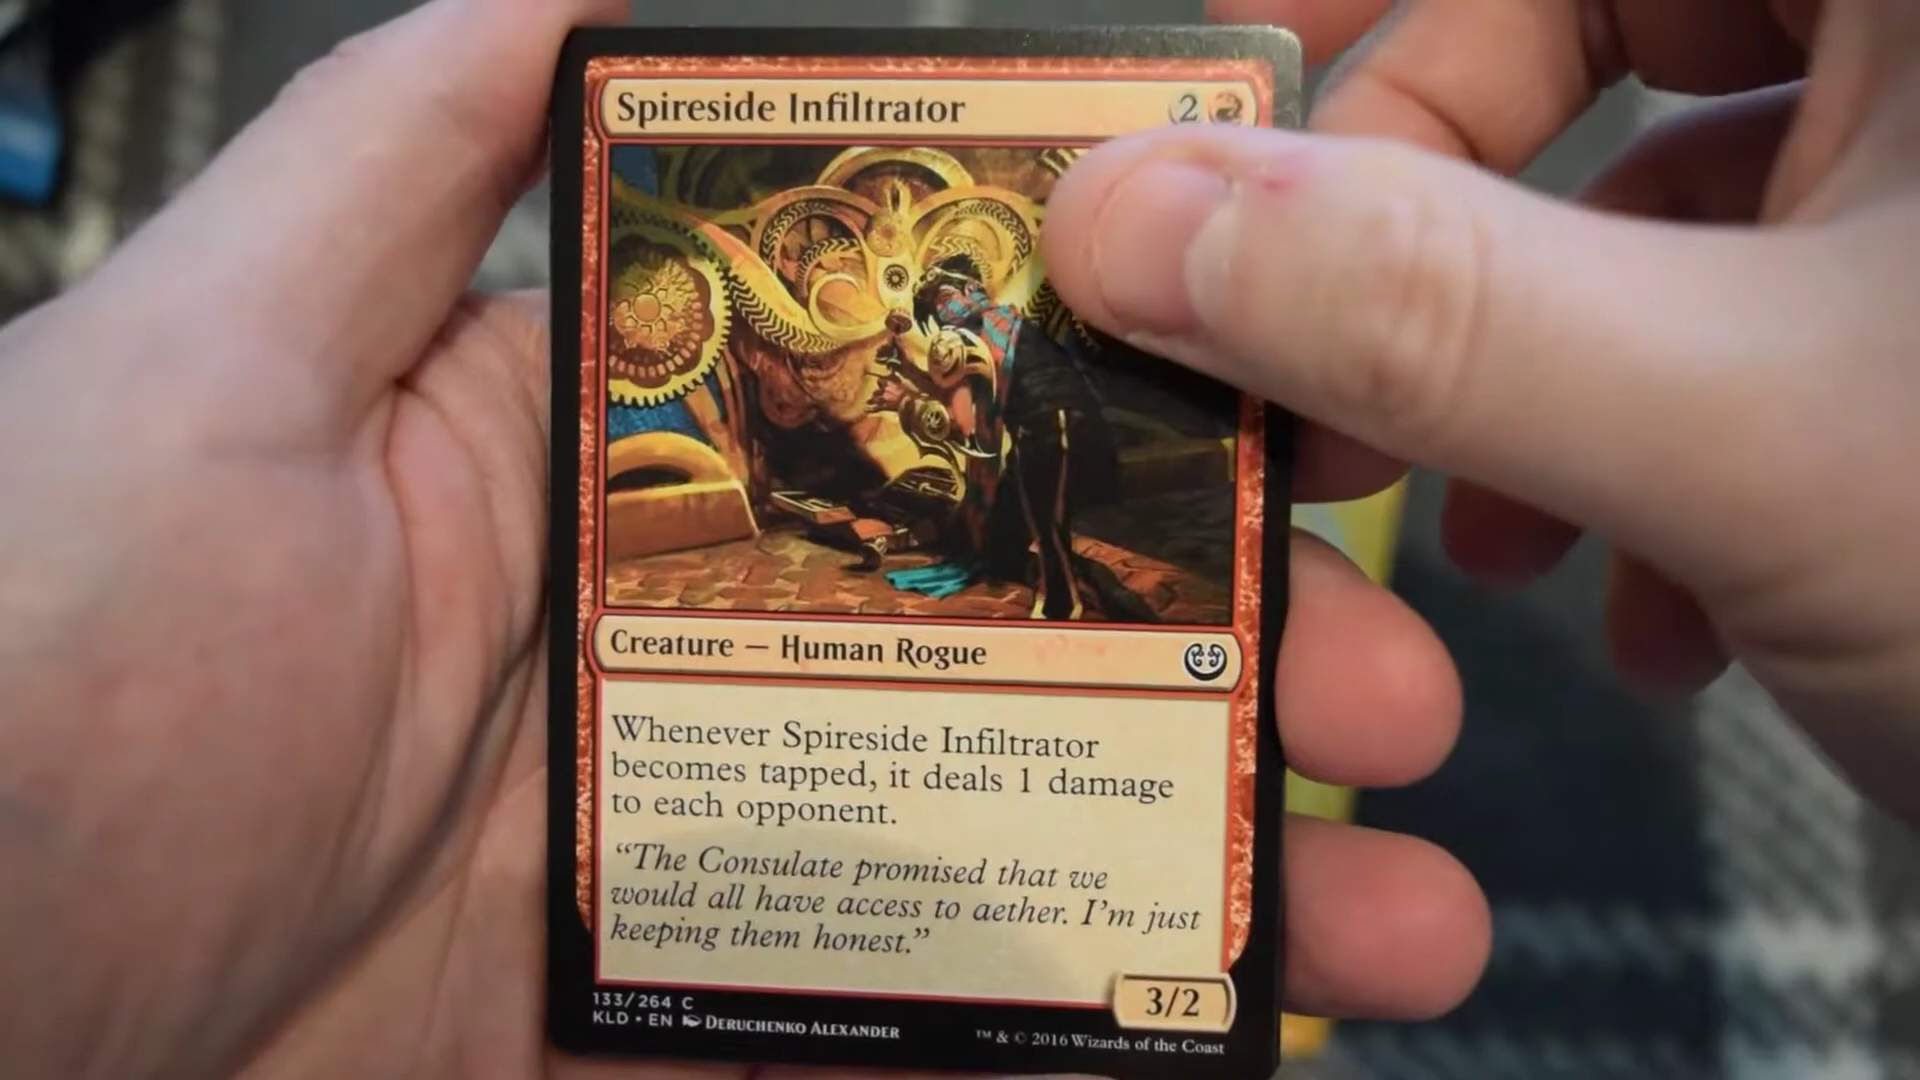 Spireside Infiltrator 2
Creature — Human Rogue
Whenever Spireside Infiltrator
becomes tapped, it deals 1 damage
to each opponent.
“The Consulate promised that we
would all have access to aether. I’m just
keeping them honest.”
3/2
133/264 C
KLD • EN DERUCHENKO ALEXANDER
™ & © 2016 Wizards of the Coast